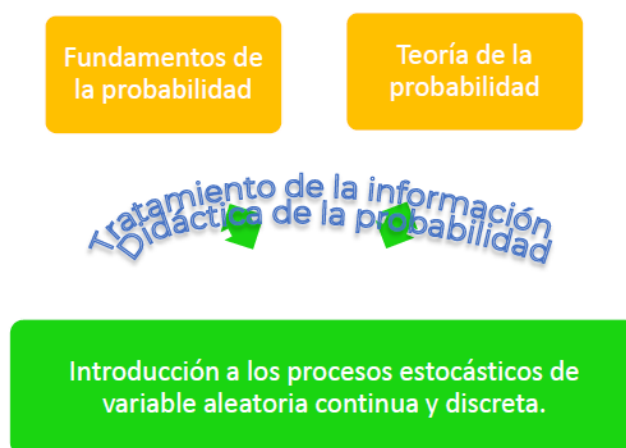 Fundamentos de
la probabilidad
Teoría de la
probabilidad
Tratamiento de la información
Didáctica de la probabilidad
Introducción a los procesos estocásticos de
variable aleatoria continua y discreta.